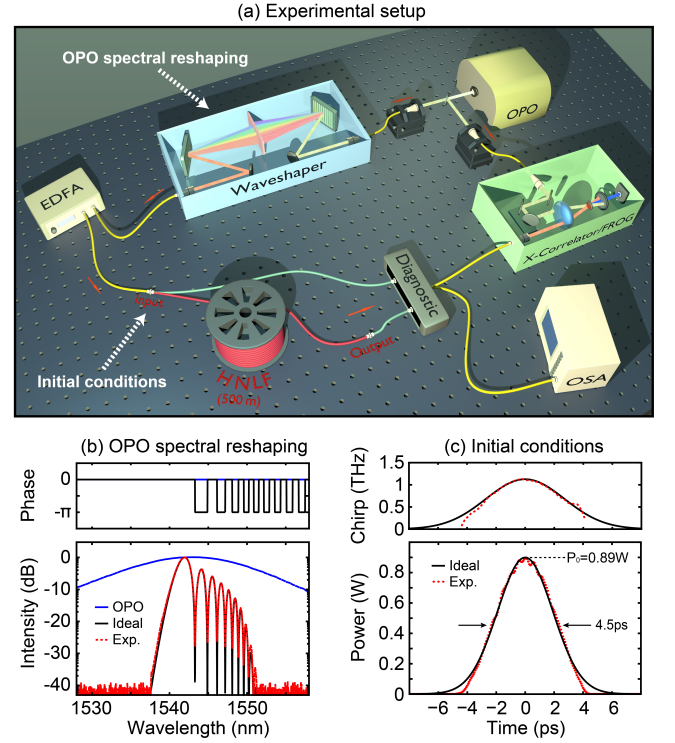 (a) Experimental setup
OPO spectral reshaping
OPO
Waveshaper
EDFA
X-Correlator/FROG
Diagnostic
Input
Output
HNLF
(500 m)
Initial conditions
OSA
(b) OPO spectral reshaping
Phase
0
-π
Intensity (dB)
0
-10
-20
-30
-40
OPO
Ideal
Exp.
1530 1540 1550
Wavelength (nm)
(c) Initial conditions
Chirp (THz)
1.5
1
0.5
0
Power (W)
0.8
0.6
0.4
0.2
0
Ideal
Exp.
P₀=0.89W
4.5ps
−6 −4 −2 0 2 4 6
Time (ps)